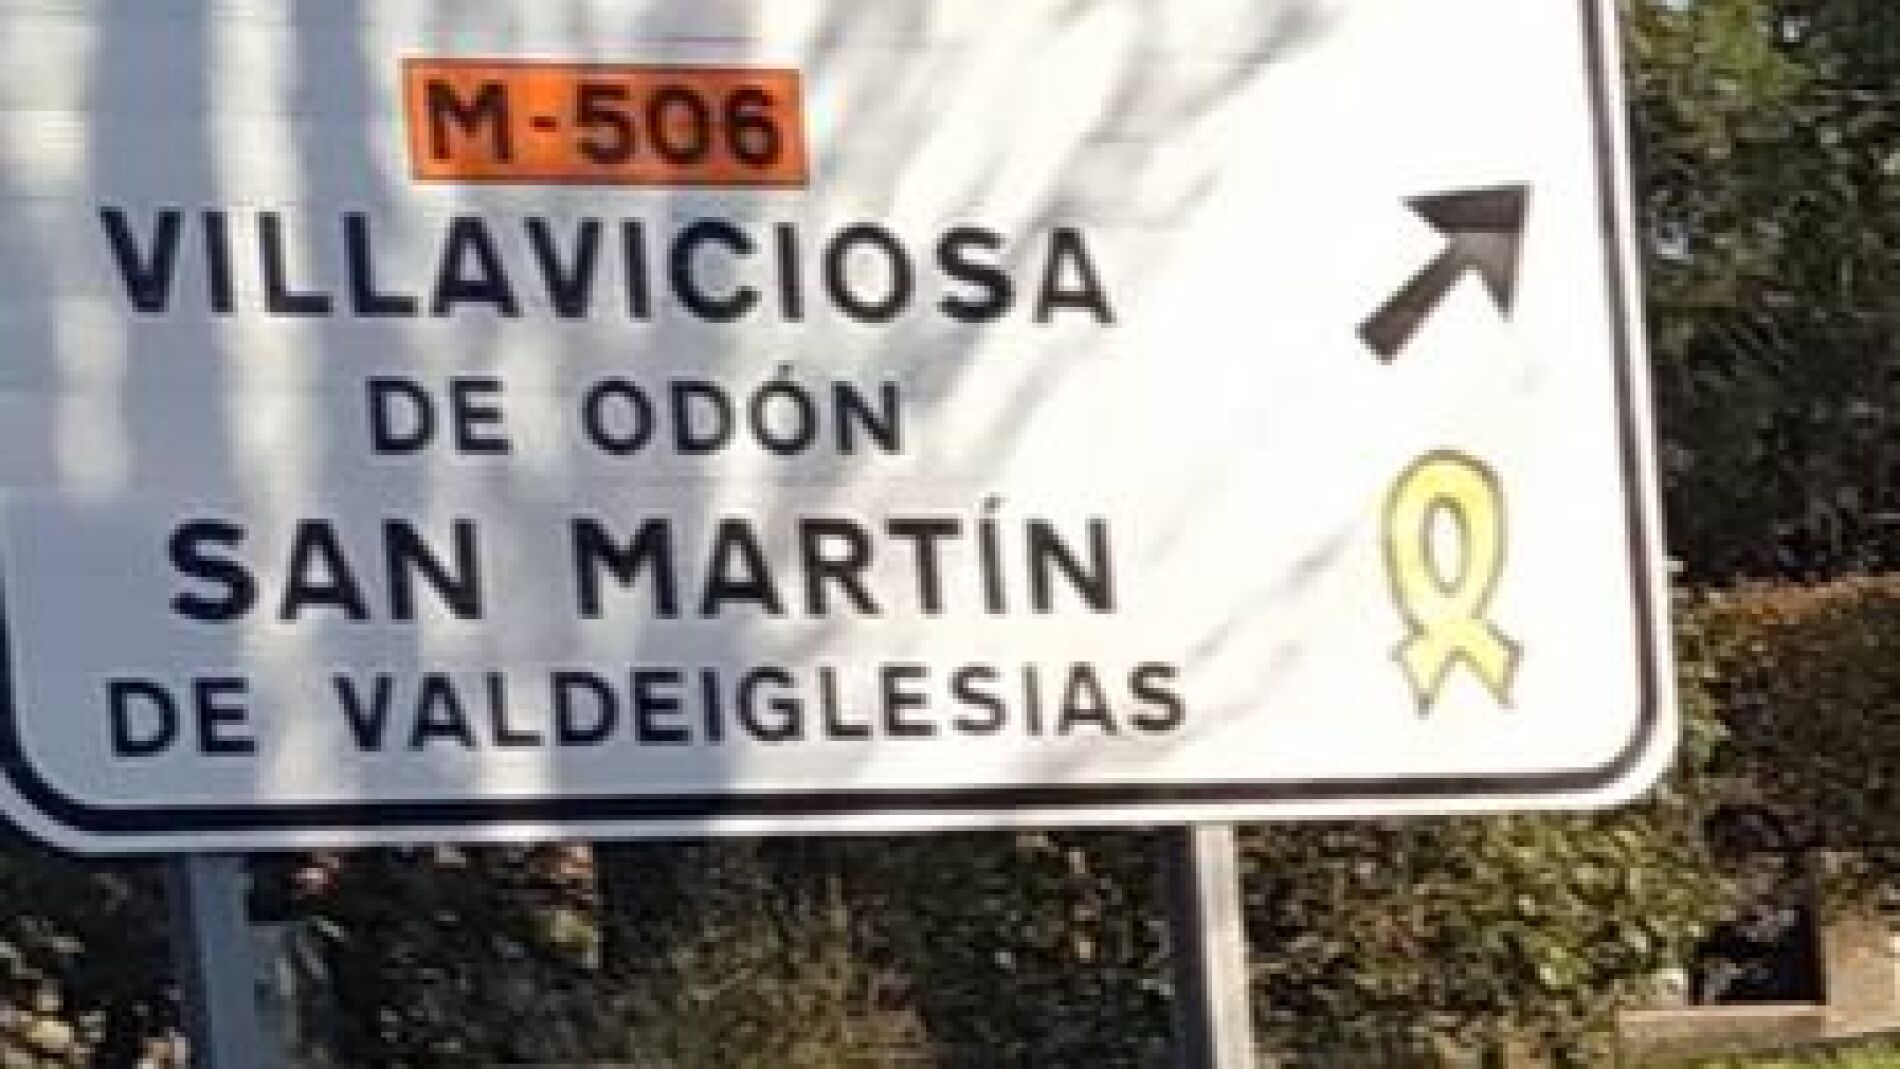 M-506
VILLAVICIOSA
DE ODÓN
SAN MARTÍN
DE VALDEIGLESIAS